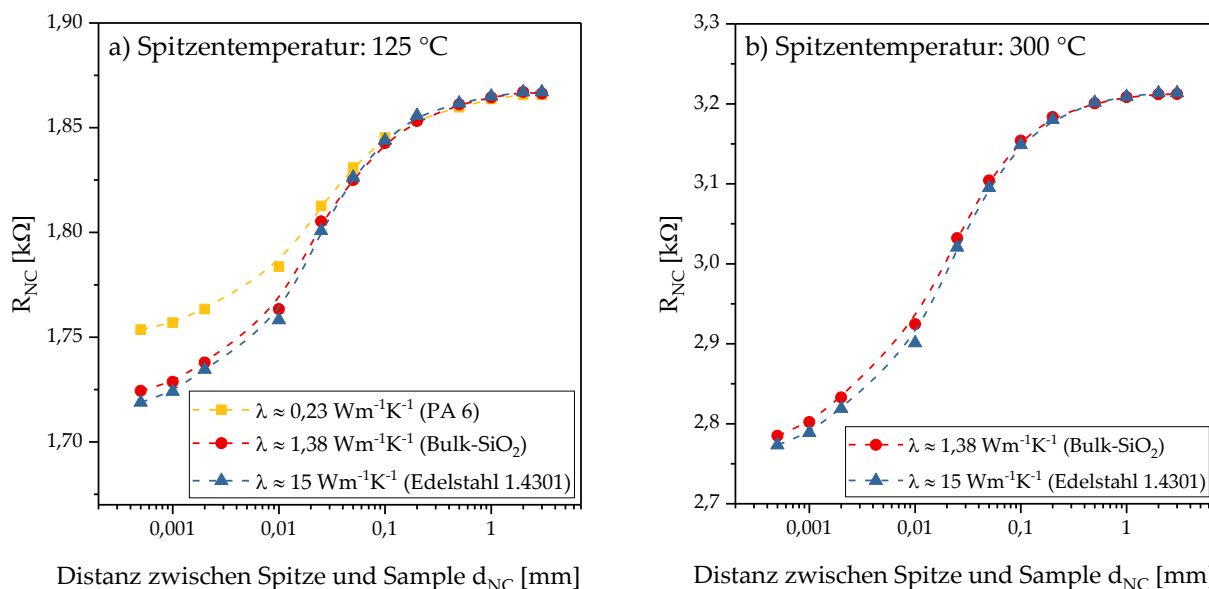 a) Spitzentemperatur: 125 °C
1,90
1,85
1,80
1,75
1,70
R_NC [kΩ]
λ ≈ 0,23 Wm⁻¹K⁻¹ (PA 6)
λ ≈ 1,38 Wm⁻¹K⁻¹ (Bulk-SiO₂)
λ ≈ 15 Wm⁻¹K⁻¹ (Edelstahl 1.4301)
0,001 0,01 0,1 1
Distanz zwischen Spitze und Sample d_NC [mm]
b) Spitzentemperatur: 300 °C
3,3
3,2
3,1
3,0
2,9
2,8
2,7
R_NC [kΩ]
λ ≈ 1,38 Wm⁻¹K⁻¹ (Bulk-SiO₂)
λ ≈ 15 Wm⁻¹K⁻¹ (Edelstahl 1.4301)
0,001 0,01 0,1 1
Distanz zwischen Spitze und Sample d_NC [mm]